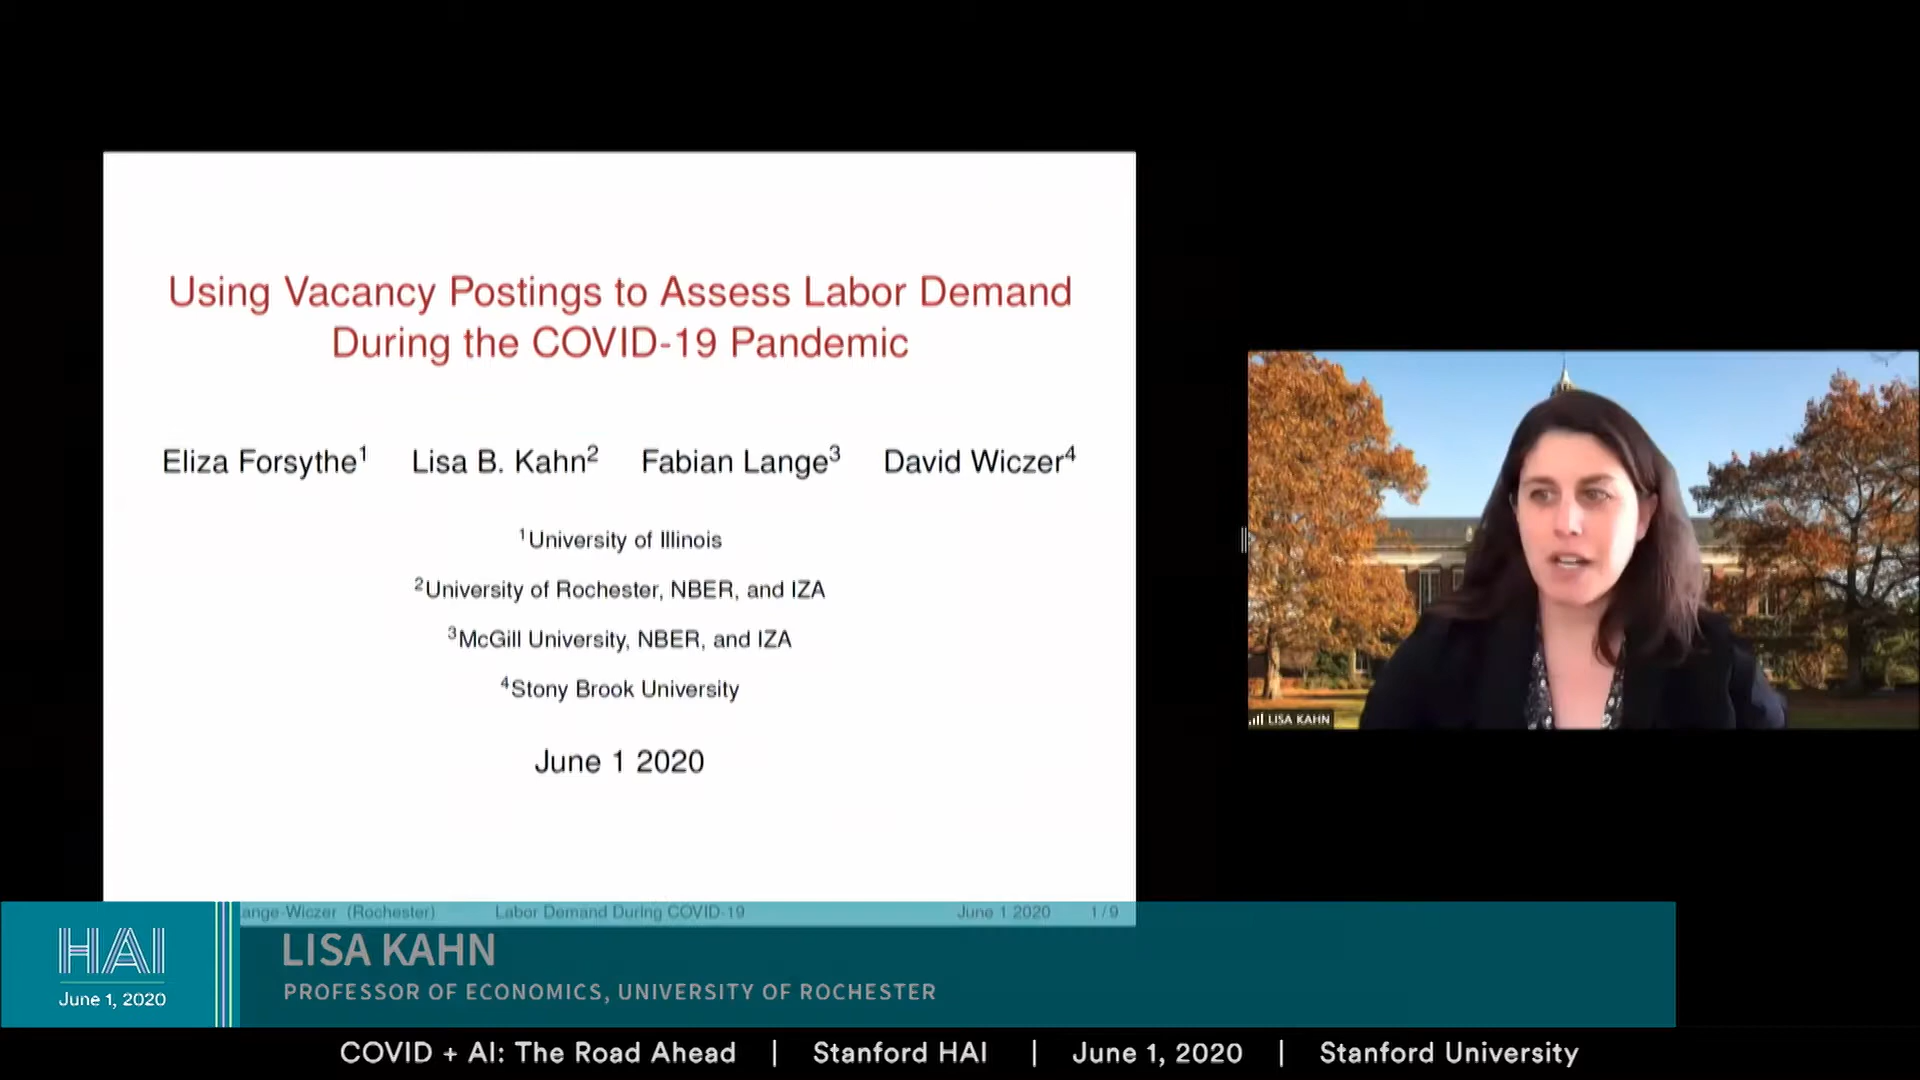 Using Vacancy Postings to Assess Labor Demand
During the COVID-19 Pandemic
Eliza Forsythe1 Lisa B. Kahn2 Fabian Lange3 David Wiczer4
1University of Illinois
2University of Rochester, NBER, and IZA
3McGill University, NBER, and IZA
4Stony Brook University
June 1 2020
ange-Wiczer (Rochester) Labor Demand During COVID-19 June 1 2020 1/9
LISA KAHN
HAI
June 1, 2020
LISA KAHN
PROFESSOR OF ECONOMICS, UNIVERSITY OF ROCHESTER
COVID + AI: The Road Ahead | Stanford HAI | June 1, 2020 | Stanford University